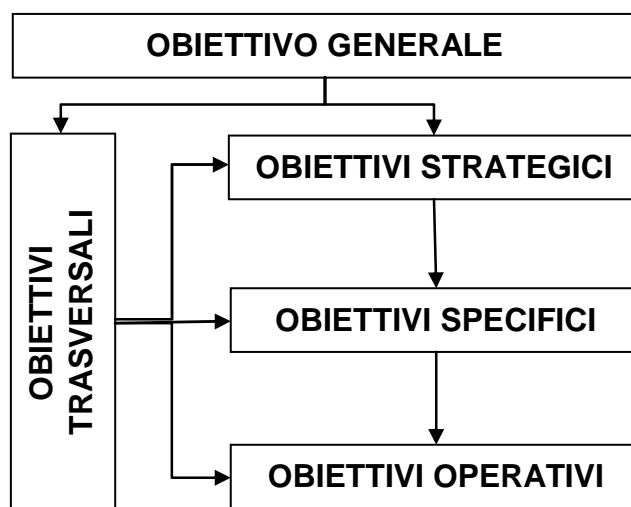 OBIETTIVO GENERALE
OBIETTIVI
TRASVERSALI
OBIETTIVI STRATEGICI
OBIETTIVI SPECIFICI
OBIETTIVI OPERATIVI